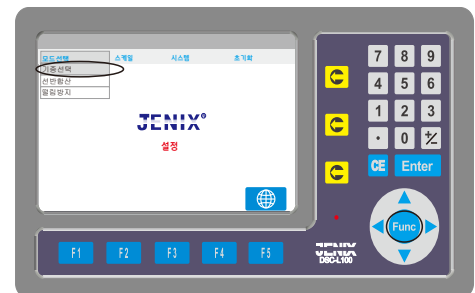 모드선택 스케일 시스템 초기화
기종선택
선반합산
떨림방지
JENIX®
설정
7 8 9
4 5 6
1 2 3
· 0 +/-
CE Enter
Func
F1 F2 F3 F4 F5
JENIX
DSC-L100